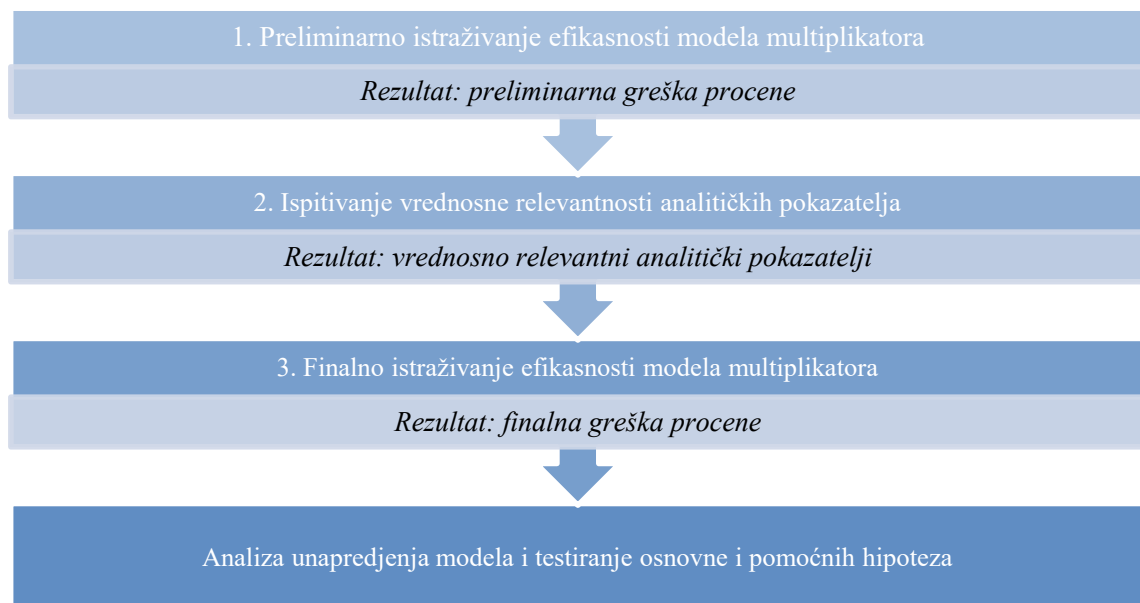 1. Preliminarno istraživanje efikasnosti modela multiplikatora
Rezultat: preliminarna greška procene
2. Ispitivanje vrednosne relevantnosti analitičkih pokazatelja
Rezultat: vrednosno relevantni analitički pokazatelji
3. Finalno istraživanje efikasnosti modela multiplikatora
Rezultat: finalna greška procene
Analiza unapredjenja modela i testiranje osnovne i pomoćnih hipoteza